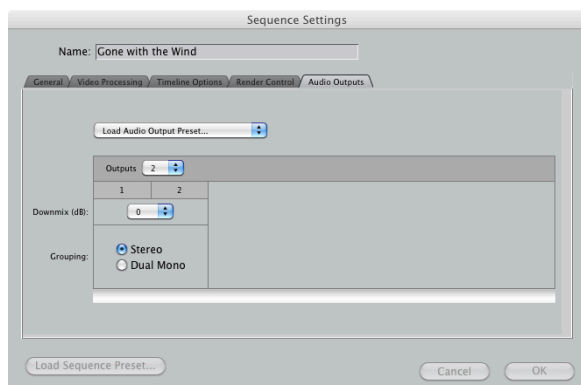 Sequence Settings
Name: Gone with the Wind
General Video Processing Timeline Options Render Control Audio Outputs
Load Audio Output Preset...
Outputs 2
1 2
Downmix (dB): 0
Grouping: Stereo
Dual Mono
Load Sequence Preset... Cancel OK